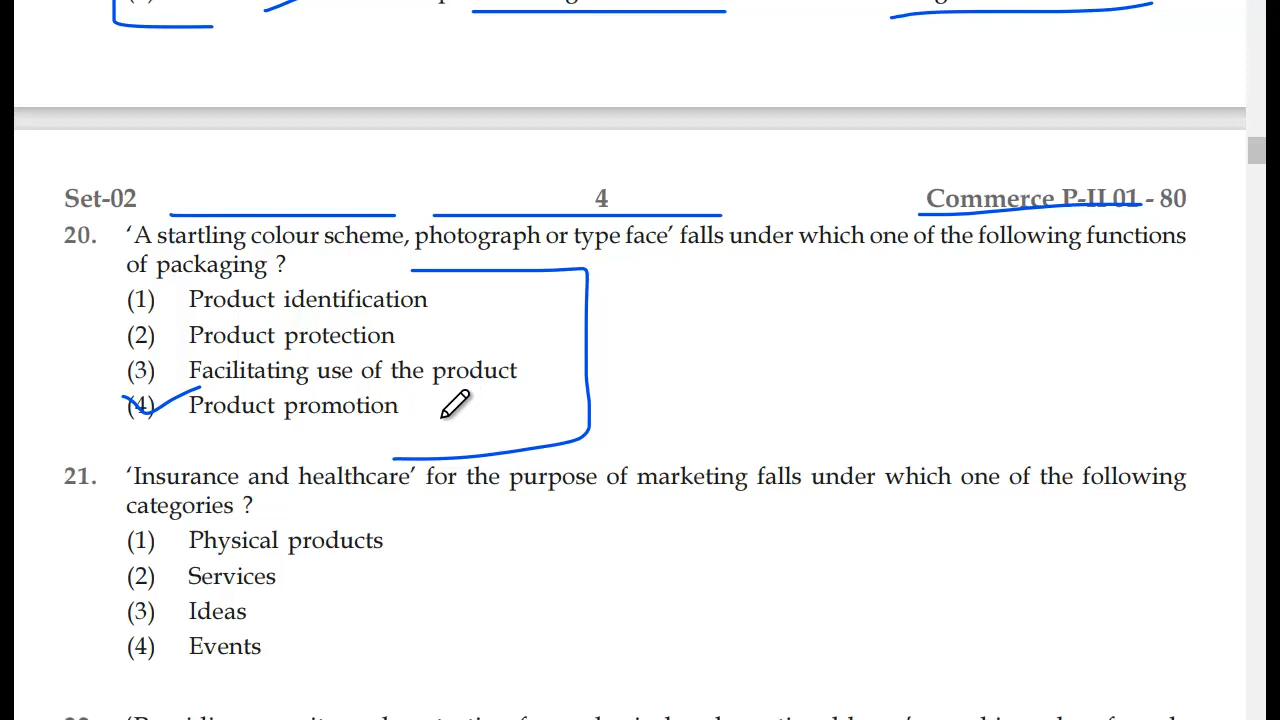 Set-02 4 Commerce P-II 01 - 80
20. ‘A startling colour scheme, photograph or type face’ falls under which one of the following functions
of packaging ?
(1) Product identification
(2) Product protection
(3) Facilitating use of the product
(4) Product promotion
21. ‘Insurance and healthcare’ for the purpose of marketing falls under which one of the following
categories ?
(1) Physical products
(2) Services
(3) Ideas
(4) Events